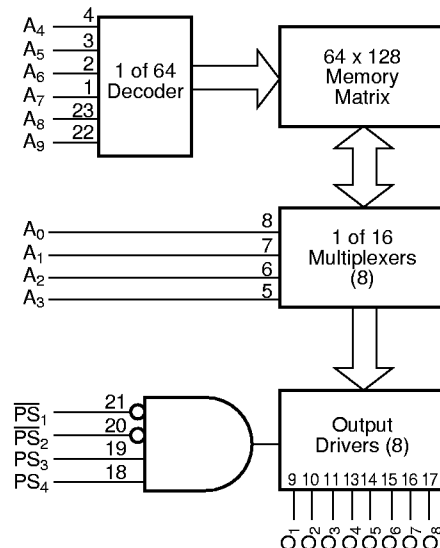 A4 4
A5 3
A6 2
A7 1
A8 23
A9 22
1 of 64
Decoder
64 x 128
Memory
Matrix
A0 8
A1 7
A2 6
A3 5
1 of 16
Multiplexers
(8)
P̅S̅1 21
P̅S̅2 20
PS3 19
PS4 18
Output
Drivers (8)
9 10 11 13 14 15 16 17
O1 O2 O3 O4 O5 O6 O7 O8